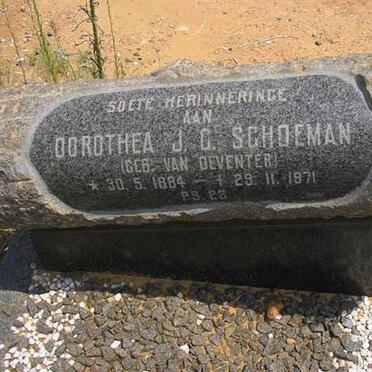 SOETE HERINNERINGE
AAN
DOROTHEA J. C. SCHOEMAN
(GEB. VAN DEVENTER)
* 30. 5. 1884 — † 29. 11. 1971
PS. 23